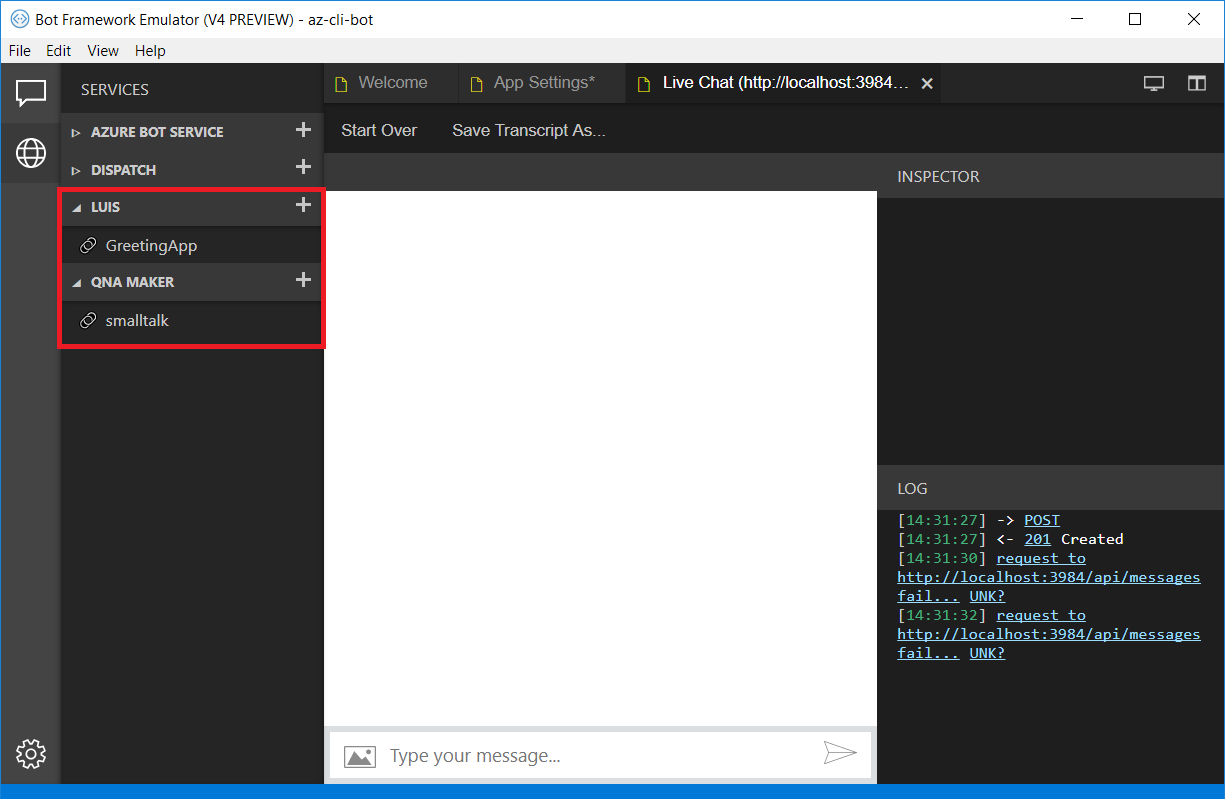 Bot Framework Emulator (V4 PREVIEW) - az-cli-bot
File Edit View Help
SERVICES
AZURE BOT SERVICE
DISPATCH
LUIS
GreetingApp
QNA MAKER
smalltalk
Welcome
App Settings*
Live Chat (http://localhost:3984...
Start Over
Save Transcript As...
Type your message...
INSPECTOR
LOG
[14:31:27] -> POST
[14:31:27] <- 201 Created
[14:31:30] request to
http://localhost:3984/api/messages
fail... UNK?
[14:31:32] request to
http://localhost:3984/api/messages
fail... UNK?